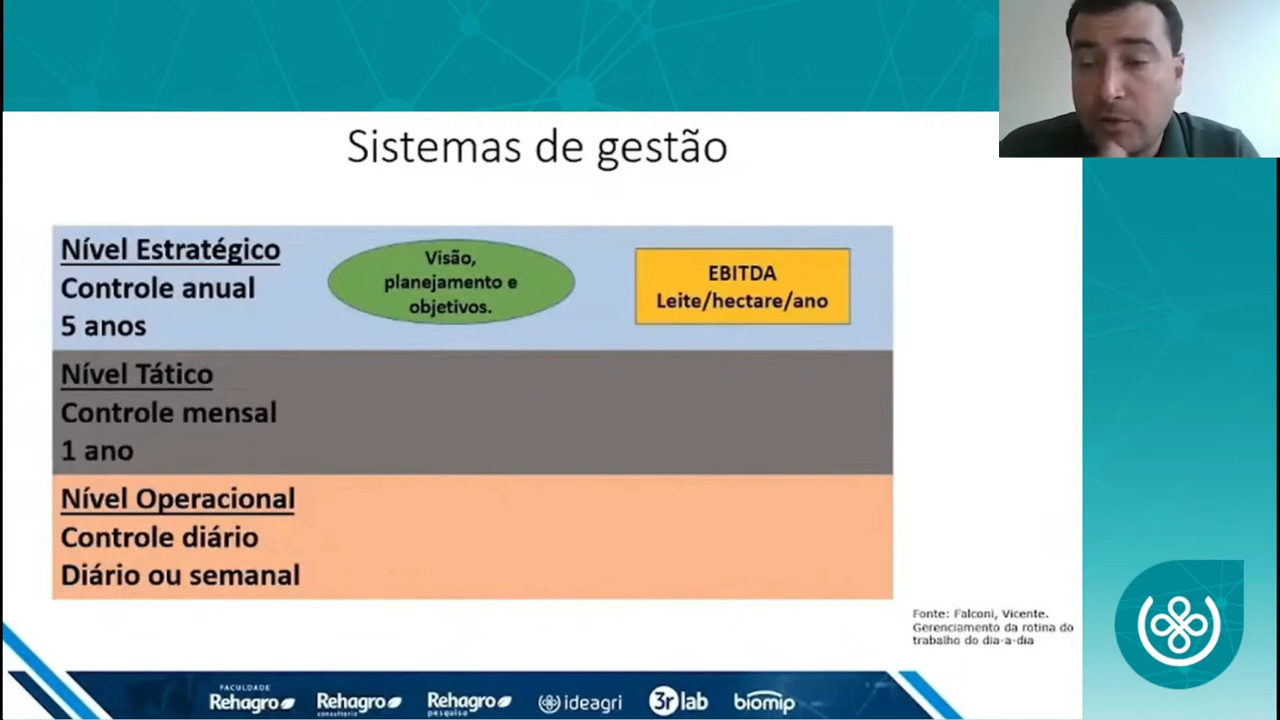 Sistemas de gestão
Nível Estratégico
Controle anual
5 anos
Visão,
planejamento e
objetivos.
EBITDA
Leite/hectare/ano
Nível Tático
Controle mensal
1 ano
Nível Operacional
Controle diário
Diário ou semanal
Fonte: Falconi, Vicente.
Gerenciamento da rotina do
trabalho do dia-a-dia
FACULDADE
Rehagro
Rehagro
consultoria
Rehagro
pesquisa
ideagri
3rlab
biomip